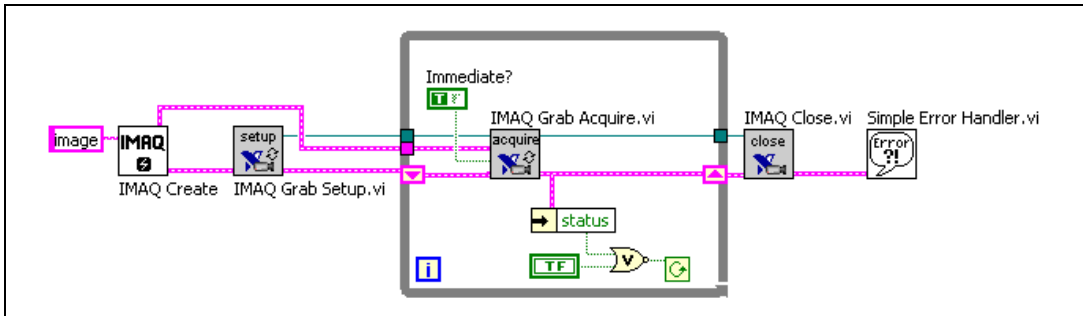 Immediate?
T F
IMAQ Grab Acquire.vi
IMAQ Close.vi
Simple Error Handler.vi
image
IMAQ
setup
acquire
close
Error
?!
IMAQ Create
IMAQ Grab Setup.vi
status
TF
V
i